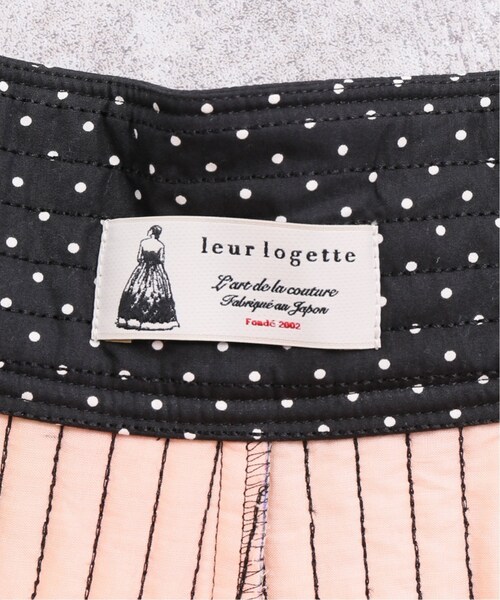 leur logette
L'art de la couture
Fabriqué au Japon
Fondé 2002